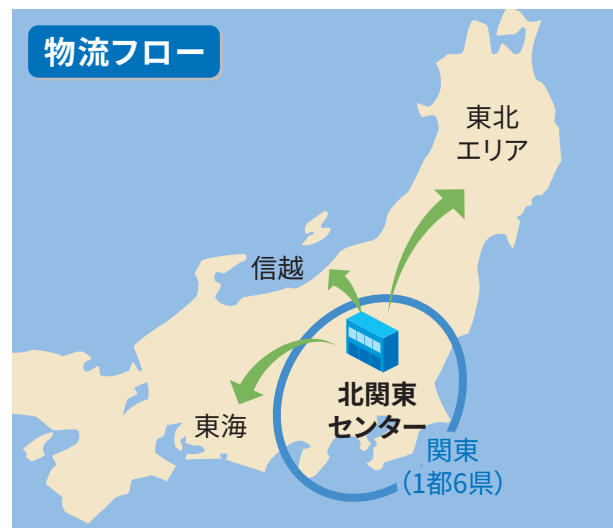 物流フロー
東北
エリア
信越
北関東
センター
東海
関東
（1都6県）